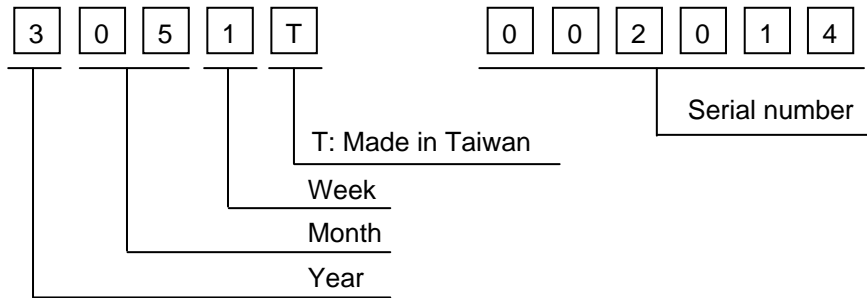 3 0 5 1 T 0 0 2 0 1 4
Serial number
T: Made in Taiwan
Week
Month
Year